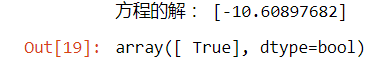 方程的解： [-10.60897682]
Out[19]: array([ True], dtype=bool)